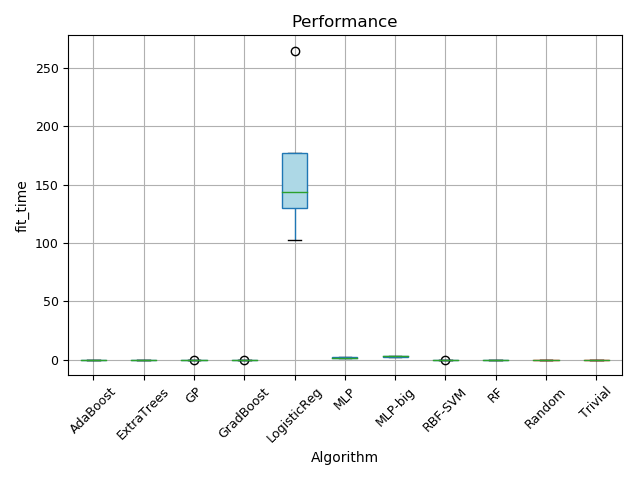 Performance
fit_time
250
200
150
100
50
0
AdaBoost
ExtraTrees
GP
GradBoost
LogisticReg
MLP
MLP-big
RBF-SVM
RF
Random
Trivial
Algorithm